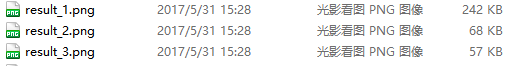 result_1.png 2017/5/31 15:28 光影看图 PNG 图像 242 KB
result_2.png 2017/5/31 15:28 光影看图 PNG 图像 68 KB
result_3.png 2017/5/31 15:28 光影看图 PNG 图像 57 KB